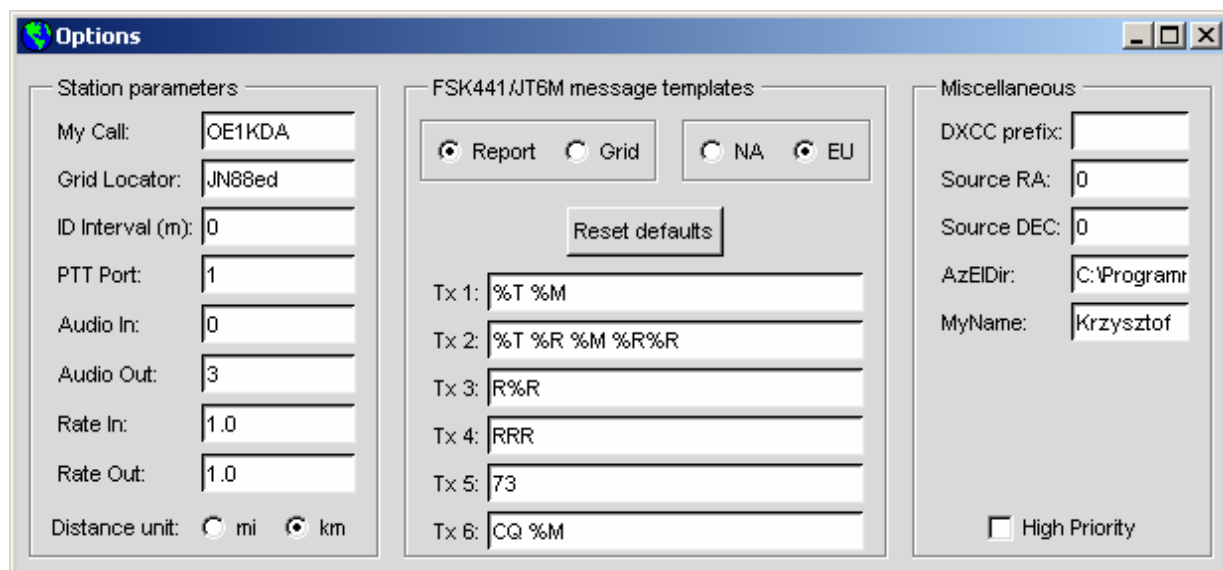 Options
Station parameters
My Call: OE1KDA
Grid Locator: JN88ed
ID Interval (m): 0
PTT Port: 1
Audio In: 0
Audio Out: 3
Rate In: 1.0
Rate Out: 1.0
Distance unit: mi km
FSK441/JT6M message templates
Report Grid NA EU
Reset defaults
Tx 1: %T %M
Tx 2: %T %R %M %R%R
Tx 3: R%R
Tx 4: RRR
Tx 5: 73
Tx 6: CQ %M
Miscellaneous
DXCC prefix:
Source RA: 0
Source DEC: 0
AzElDir: C:\Program
MyName: Krzysztof
High Priority